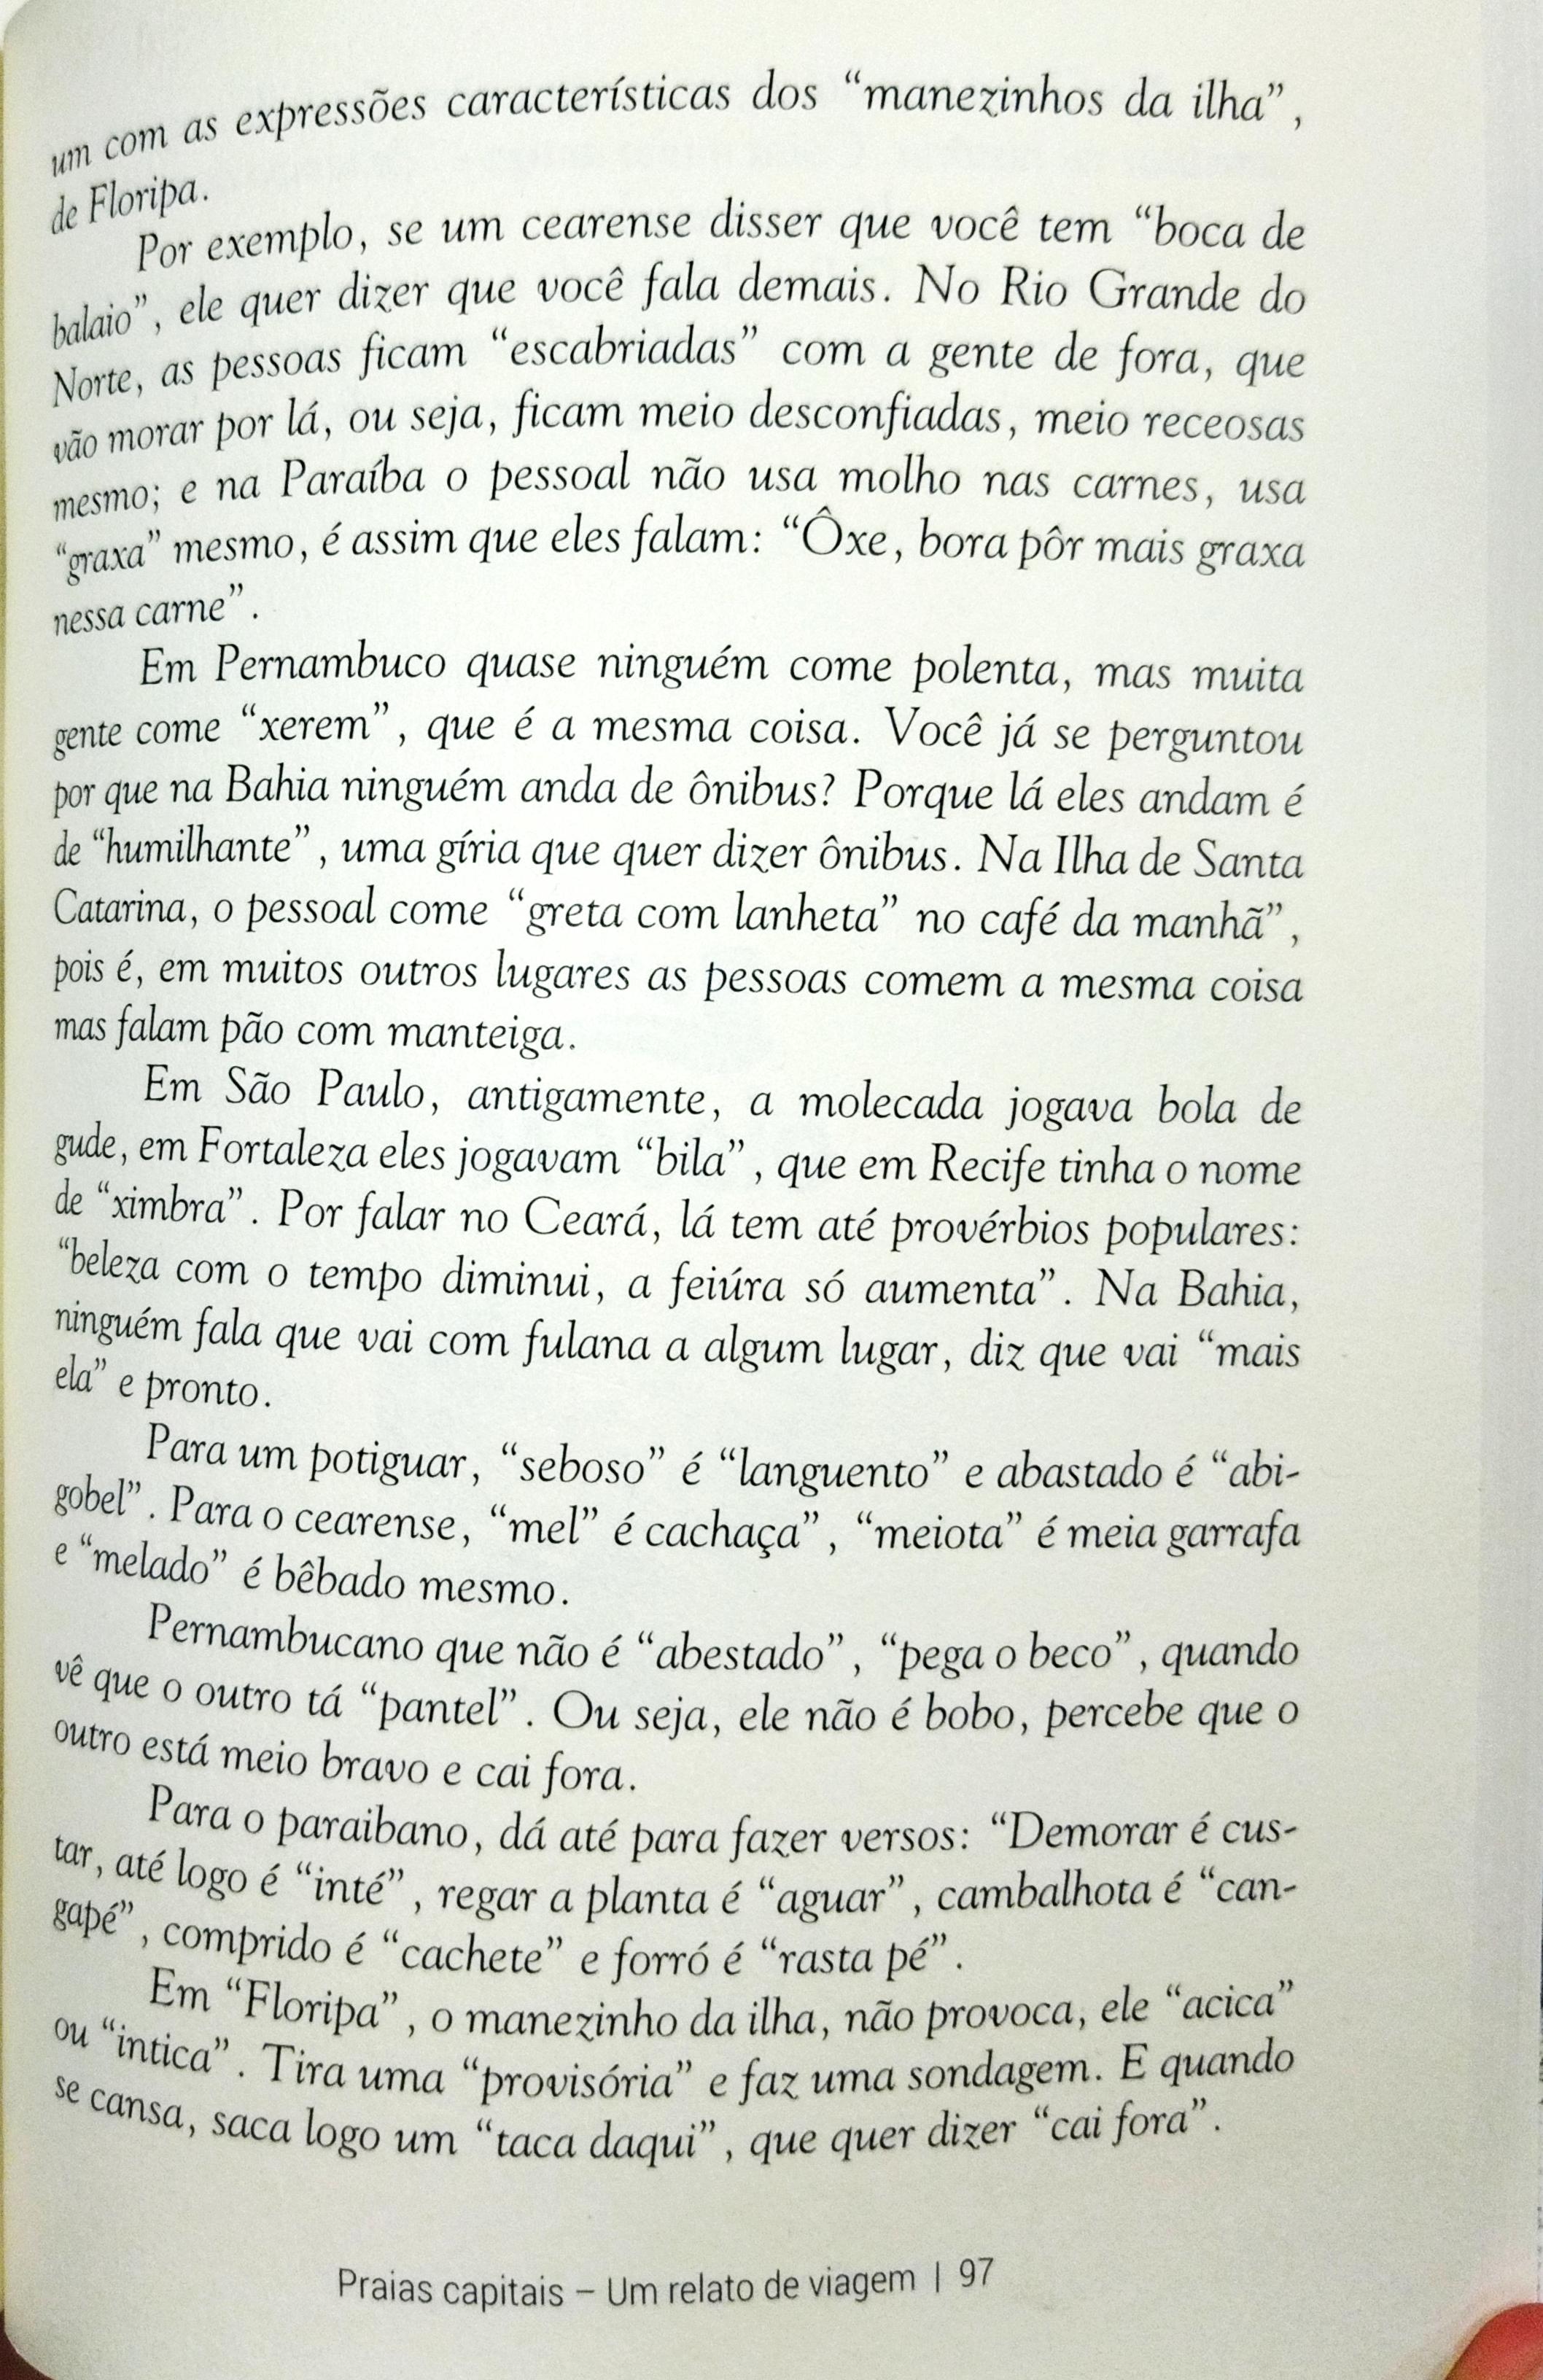 um com as expressões características dos “manezinhos da ilha”,
de Floripa.
Por exemplo, se um cearense disser que você tem “boca de
balaio”, ele quer dizer que você fala demais. No Rio Grande do
Norte, as pessoas ficam “escabriadas” com a gente de fora, que
vão morar por lá, ou seja, ficam meio desconfiadas, meio receosas
mesmo; e na Paraíba o pessoal não usa molho nas carnes, usa
“graxa” mesmo, é assim que eles falam: “Ôxe, bora pôr mais graxa
nessa carne”.
Em Pernambuco quase ninguém come polenta, mas muita
gente come “xerem”, que é a mesma coisa. Você já se perguntou
por que na Bahia ninguém anda de ônibus? Porque lá eles andam é
de “humilhante”, uma gíria que quer dizer ônibus. Na Ilha de Santa
Catarina, o pessoal come “greta com lanheta” no café da manhã”,
pois é, em muitos outros lugares as pessoas comem a mesma coisa
mas falam pão com manteiga.
Em São Paulo, antigamente, a molecada jogava bola de
gude, em Fortaleza eles jogavam “bila”, que em Recife tinha o nome
de “ximbra”. Por falar no Ceará, lá tem até provérbios populares:
“beleza com o tempo diminui, a feiúra só aumenta”. Na Bahia,
ninguém fala que vai com fulana a algum lugar, diz que vai “mais
ela” e pronto.
Para um potiguar, “seboso” é “languento” e abastado é “abi-
gobel”. Para o cearense, “mel” é cachaça”, “meiota” é meia garrafa
e “melado” é bêbado mesmo.
Pernambucano que não é “abestado”, “pega o beco”, quando
vê que o outro tá “pantel”. Ou seja, ele não é bobo, percebe que o
outro está meio bravo e cai fora.
Para o paraibano, dá até para fazer versos: “Demorar é cus-
tar, até logo é “inté”, regar a planta é “aguar”, cambalhota é “can-
gapé”, comprido é “cachete” e forró é “rasta pé”.
Em “Floripa”, o manezinho da ilha, não provoca, ele “acica”
ou “intica”. Tira uma “provisória” e faz uma sondagem. E quando
se cansa, saca logo um “taca daqui”, que quer dizer “cai fora”.
Praias capitais – Um relato de viagem | 97